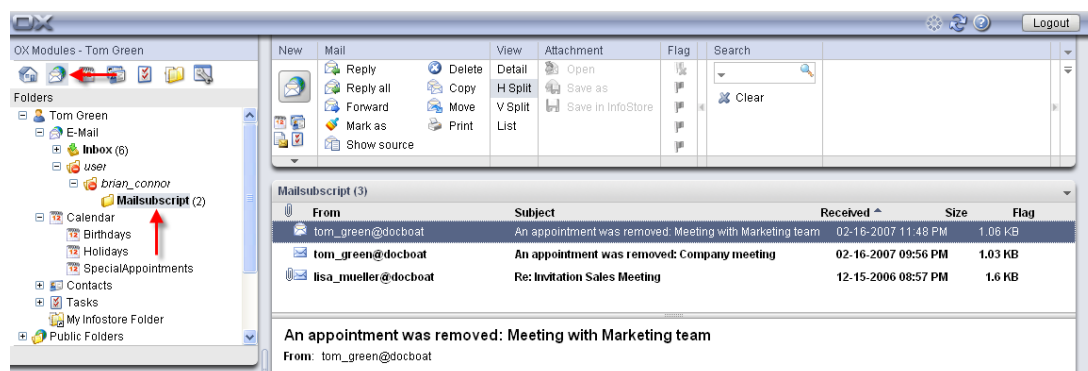 OX
Logout
OX Modules - Tom Green
Folders
Tom Green
E-Mail
Inbox (6)
user
brian_connor
Mailsubscript (2)
Calendar
Birthdays
Holidays
SpecialAppointments
Contacts
Tasks
My Infostore Folder
Public Folders
New Mail View Attachment Flag Search
Reply Delete Detail Open
Reply all Copy H Split Save as
Forward Move V Split Save in InfoStore Clear
Mark as Print List
Show source
Mailsubscript (3)
From Subject Received Size Flag
tom_green@docboat An appointment was removed: Meeting with Marketing team 02-16-2007 11:48 PM 1.06 KB
tom_green@docboat An appointment was removed: Company meeting 02-16-2007 09:56 PM 1.03 KB
lisa_mueller@docboat Re: Invitation Sales Meeting 12-15-2006 08:57 PM 1.6 KB
An appointment was removed: Meeting with Marketing team
From: tom_green@docboat